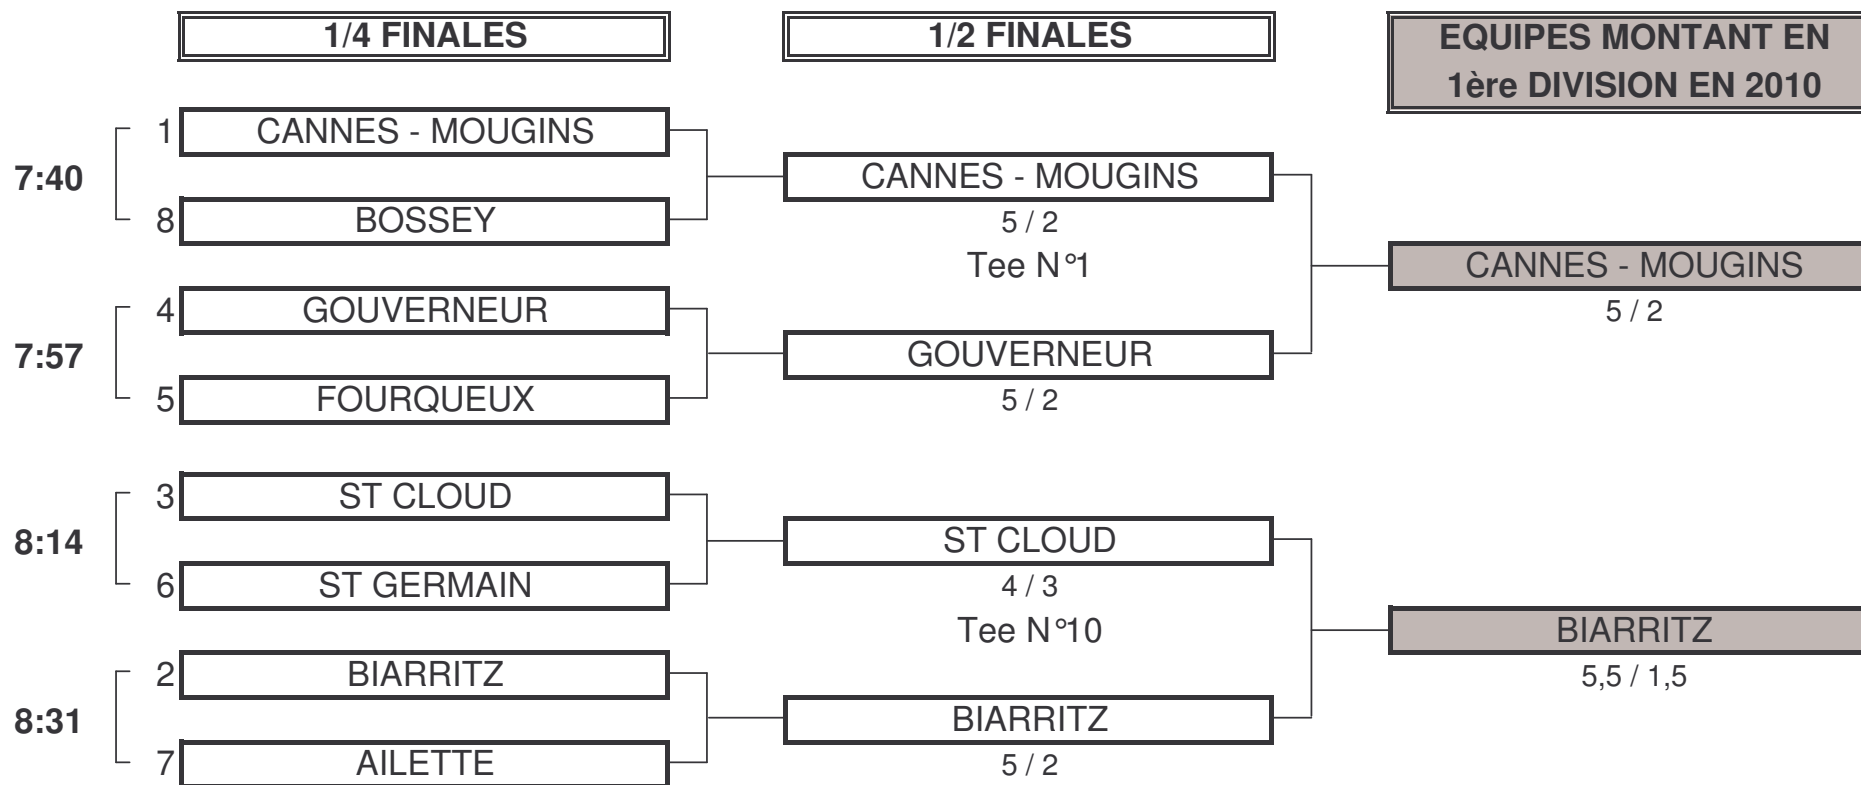 1/4 FINALES
1/2 FINALES
EQUIPES MONTANT EN
1ère DIVISION EN 2010
7:40
1 CANNES - MOUGINS
8 BOSSEY
CANNES - MOUGINS
5 / 2
Tee N°1
7:57
4 GOUVERNEUR
5 FOURQUEUX
GOUVERNEUR
5 / 2
CANNES - MOUGINS
5 / 2
8:14
3 ST CLOUD
6 ST GERMAIN
ST CLOUD
4 / 3
Tee N°10
8:31
2 BIARRITZ
7 AILETTE
BIARRITZ
5 / 2
BIARRITZ
5,5 / 1,5